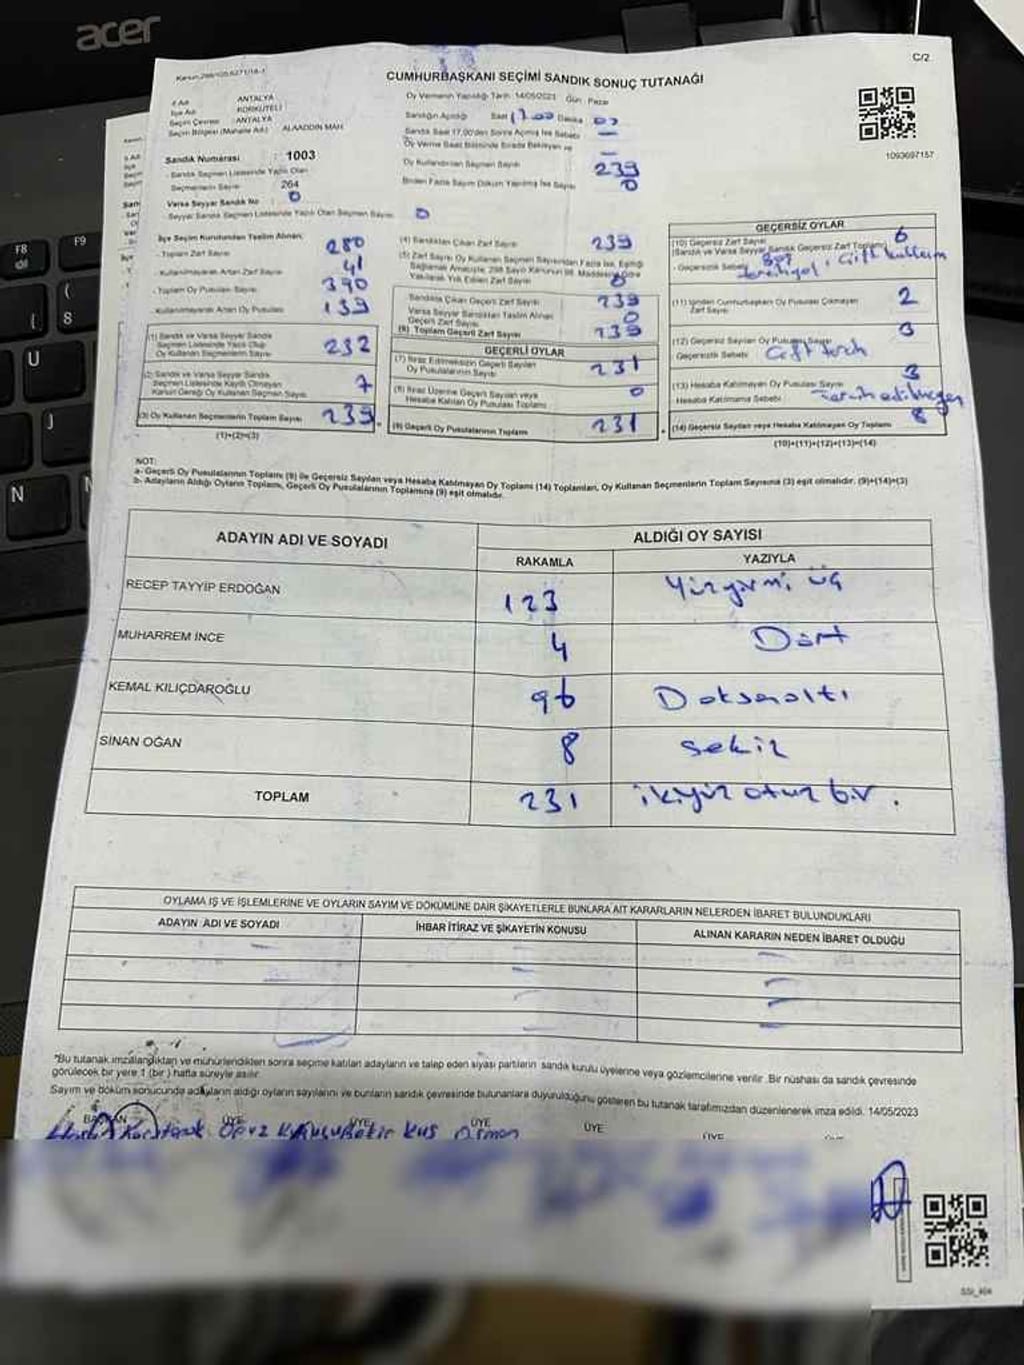 acer
C/2
Kanun:298/105,6271/18-1
CUMHURBAŞKANI SEÇİMİ SANDIK SONUÇ TUTANAĞI
İl Adı ANTALYA
İlçe Adı KORKUTELİ
Seçim Çevresi : ANTALYA
Seçim Bölgesi (Mahalle Adı) ALAADDİN MAH.
Oy Vermenin Yapıldığı Tarih: 14/05/2023 Gün : Pazar
Sandığın Açıldığı Saat 17.00 Dakika
Sandık Saat 17.00'den Sonra Açılmış İse Sebebi
Oy Verme Saati Bitiminde Sırada Bekleyen ve
Oy Kullandırılan Seçmen Sayısı 239
Birden Fazla Sayım Döküm Yapılmış İse Sayısı 0
1093697157
Sandık Numarası : 1003
Sandık Seçmen Listesinde Yazılı Olan
Seçmenlerin Sayısı 264
Varsa Seyyar Sandık No 0
Seyyar Sandık Seçmen Listesinde Yazılı Olan Seçmen Sayısı 0
İlçe Seçim Kurulundan Teslim Alınan;
- Toplam Zarf Sayısı 280
- Kullanılmayarak Artan Zarf Sayısı 41
- Toplam Oy Pusulası Sayısı 390
- Kullanılmayarak Artan Oy Pusulası 139
(1) Sandık ve Varsa Seyyar Sandık
Seçmen Listesinde Yazılı Olup
Oy Kullanan Seçmenlerin Sayısı 232
(2) Sandık ve Varsa Seyyar Sandık
Seçmen Listesinde Kayıtlı Olmayan
Kanun Gereği Oy Kullanan Seçmen Sayısı 7
(3) Oy Kullanan Seçmenlerin Toplam Sayısı 239
(1)+(2)=(3)
(4) Sandıktan Çıkan Zarf Sayısı 239
(5) Zarf Sayısı Oy Kullanan Seçmen Sayısından Fazla İse, Eşitliği
Sağlamak Amacıyla; 298 Sayılı Kanunun 98. Maddesine Göre
Yakılarak Yok Edilen Zarf Sayısı 0
Sandıkta Çıkan Geçerli Zarf Sayısı 239
Varsa Seyyar Sandıktan Teslim Alınan
Geçerli Zarf Sayısı 0
(6) Toplam Geçerli Zarf Sayısı 239
GEÇERLİ OYLAR
(7) İtiraz Edilmeksizin Geçerli Sayılan
Oy Pusulalarının Sayısı 231
(8) İtiraz Üzerine Geçerli Sayılan veya
Hesaba Katılan Oy Pusulası Toplamı 0
(9) Geçerli Oy Pusulalarının Toplamı 231
GEÇERSİZ OYLAR
(10) Geçersiz Zarf Sayısı
(Sandık ve Varsa Seyyar Sandık Geçersiz Zarf Toplamı)
- Geçersizlik Sebebi
(11) İçinden Cumhurbaşkanı Oy Pusulası Çıkmayan
Zarf Sayısı 2
(12) Geçersiz Sayılan Oy Pusulası Sayısı 3
Geçersizlik Sebebi Çift tercih
(13) Hesaba Katılmayan Oy Pusulası Sayısı 3
Hesaba Katılmama Sebebi
(14) Geçersiz Sayılan veya Hesaba Katılmayan Oy Toplamı 8
(10)+(11)+(12)+(13)=(14)
NOT:
a- Geçerli Oy Pusulalarının Toplamı (9) ile Geçersiz Sayılan veya Hesaba Katılmayan Oy Toplamı (14) Toplamları, Oy Kullanan Seçmenlerin Toplam Sayısına (3) eşit olmalıdır. (9)+(14)=(3)
b- Adayların Aldığı Oyların Toplamı, Geçerli Oy Pusulalarının Toplamına (9) eşit olmalıdır.
ADAYIN ADI VE SOYADI ALDIĞI OY SAYISI
RAKAMLA YAZIYLA
RECEP TAYYİP ERDOĞAN 123 Yüzyirmi üç
MUHARREM İNCE 4 Dört
KEMAL KILIÇDAROĞLU 96 Doksanaltı
SİNAN OĞAN 8 sekiz
TOPLAM 231 ikiyüz otuz bir.
OYLAMA İŞ VE İŞLEMLERİNE VE OYLARIN SAYIM VE DÖKÜMÜNE DAİR ŞİKAYETLERLE BUNLARA AİT KARARLARIN NELERDEN İBARET BULUNDUKLARI
ADAYIN ADI VE SOYADI İHBAR İTİRAZ VE ŞİKAYETİN KONUSU ALINAN KARARIN NEDEN İBARET OLDUĞU
*Bu tutanak imzalandıktan ve mühürlendikten sonra seçime katılan adayların ve talep eden siyasi partilerin sandık kurulu üyelerine veya gözlemcilerine verilir. Bir nüshası da sandık çevresinde
görülecek bir yere 1 (bir ) hafta süreyle asılır.
Sayım ve döküm sonucunda adayların aldığı oyların sayılarını ve bunların sandık çevresinde bulunanlara duyurulduğunu gösteren bu tutanak tarafımızdan düzenlenerek imza edildi. 14/05/2023
BAŞKAN ÜYE ÜYE ÜYE ÜYE ÜYE